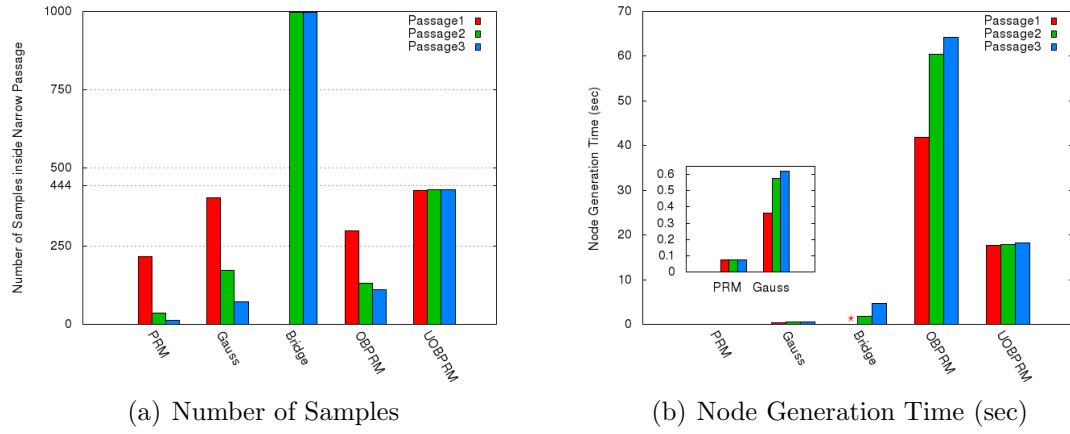 Number of Samples inside Narrow Passage
1000
750
500
444
250
0
Passage1
Passage2
Passage3
PRM
Gauss
Bridge
OBPRM
UOBPRM
(a) Number of Samples
Node Generation Time (sec)
70
60
50
40
30
20
10
0
Passage1
Passage2
Passage3
0.6
0.5
0.4
0.3
0.2
0.1
0
PRM
Gauss
PRM
Gauss
Bridge
OBPRM
UOBPRM
(b) Node Generation Time (sec)